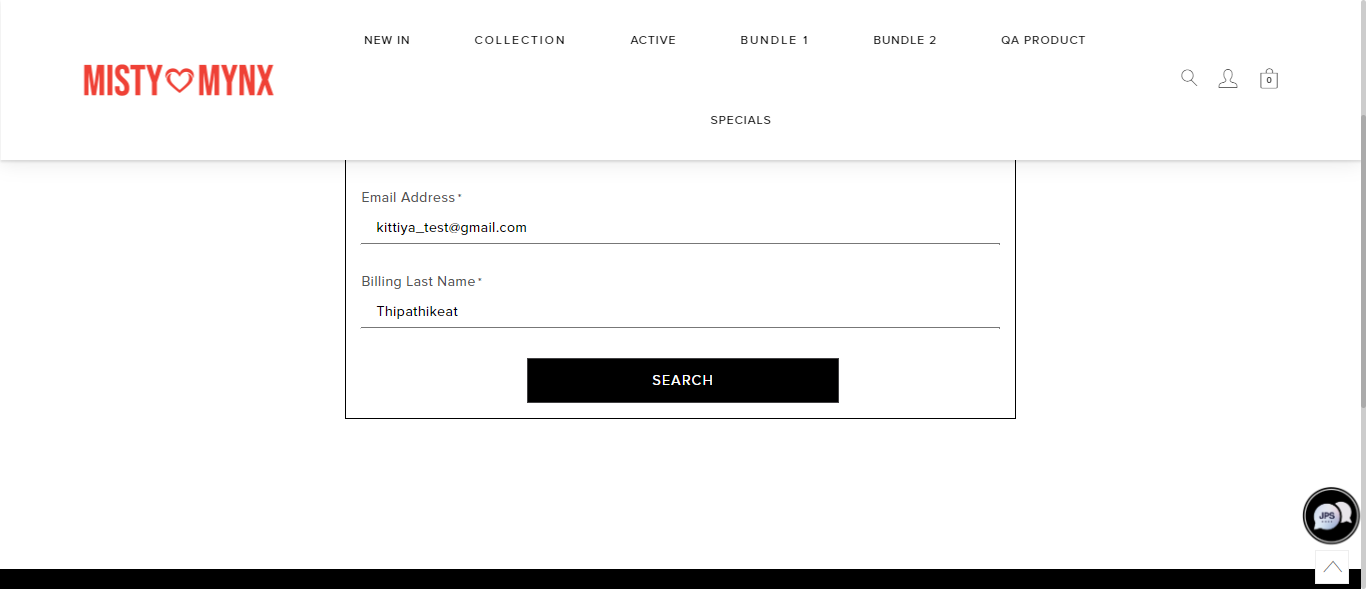 NEW IN COLLECTION ACTIVE BUNDLE 1 BUNDLE 2 QA PRODUCT
MISTY MYNX
0
SPECIALS
Email Address*
kittiya_test@gmail.com
Billing Last Name*
Thipathikeat
SEARCH
JPS